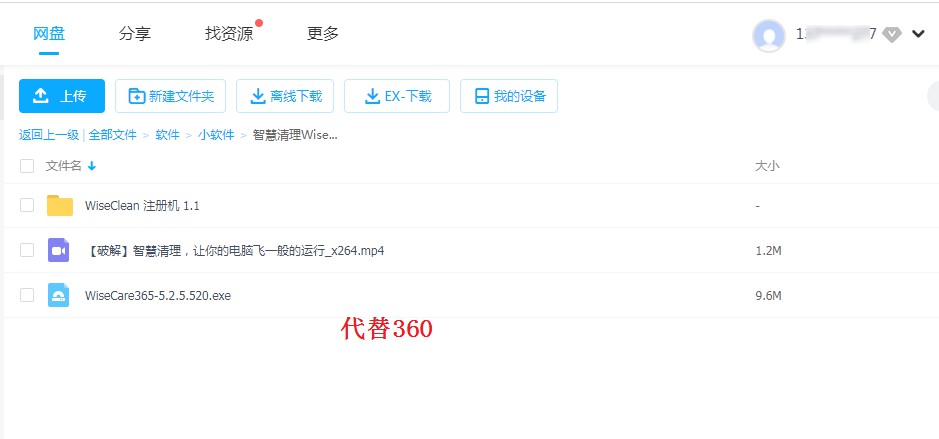 网盘 分享 找资源 更多
上传 新建文件夹 离线下载 EX-下载 我的设备
返回上一级 | 全部文件 > 软件 > 小软件 > 智慧清理Wise...
文件名 大小
WiseClean 注册机 1.1 -
【破解】智慧清理，让你的电脑飞一般的运行_x264.mp4 1.2M
WiseCare365-5.2.5.520.exe 9.6M
代替360